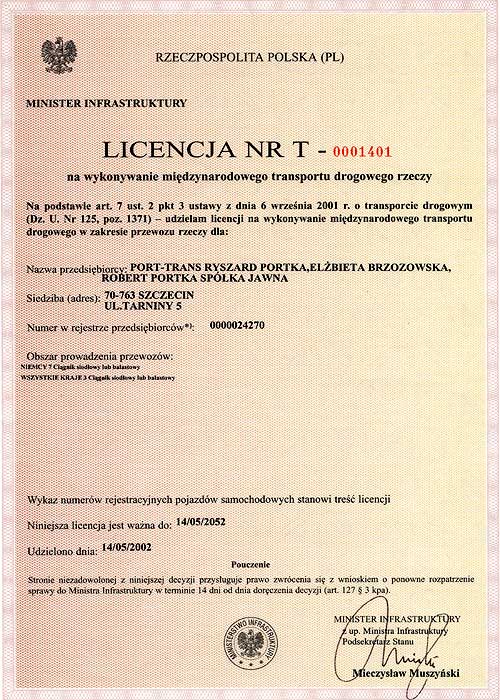 RZECZPOSPOLITA POLSKA (PL)
MINISTER INFRASTRUKTURY
LICENCJA NR T - 0001401
na wykonywanie międzynarodowego transportu drogowego rzeczy
Na podstawie art. 7 ust. 2 pkt 3 ustawy z dnia 6 września 2001 r. o transporcie drogowym
(Dz. U. Nr 125, poz. 1371) – udzielam licencji na wykonywanie międzynarodowego transportu
drogowego w zakresie przewozu rzeczy dla:
Nazwa przedsiębiorcy: PORT-TRANS RYSZARD PORTKA,ELŻBIETA BRZOZOWSKA,
ROBERT PORTKA SPÓŁKA JAWNA
Siedziba (adres): 70-763 SZCZECIN
UL.TARNINY 5
Numer w rejestrze przedsiębiorców*): 0000024270
Obszar prowadzenia przewozów:
NIEMCY 7 Ciągnik siodłowy lub balastowy
WSZYSTKIE KRAJE 3 Ciągnik siodłowy lub balastowy
Wykaz numerów rejestracyjnych pojazdów samochodowych stanowi treść licencji
Niniejsza licencja jest ważna do: 14/05/2052
Udzielono dnia: 14/05/2002
Pouczenie
Stronie niezadowolonej z niniejszej decyzji przysługuje prawo zwrócenia się z wnioskiem o ponowne rozpatrzenie
sprawy do Ministra Infrastruktury w terminie 14 dni od dnia doręczenia decyzji (art. 127 § 3 kpa).
MINISTER INFRASTRUKTURY
z up. Ministra Infrastruktury
Podsekretarz Stanu
Mieczysław Muszyński
MINISTERSTWO INFRASTRUKTURY